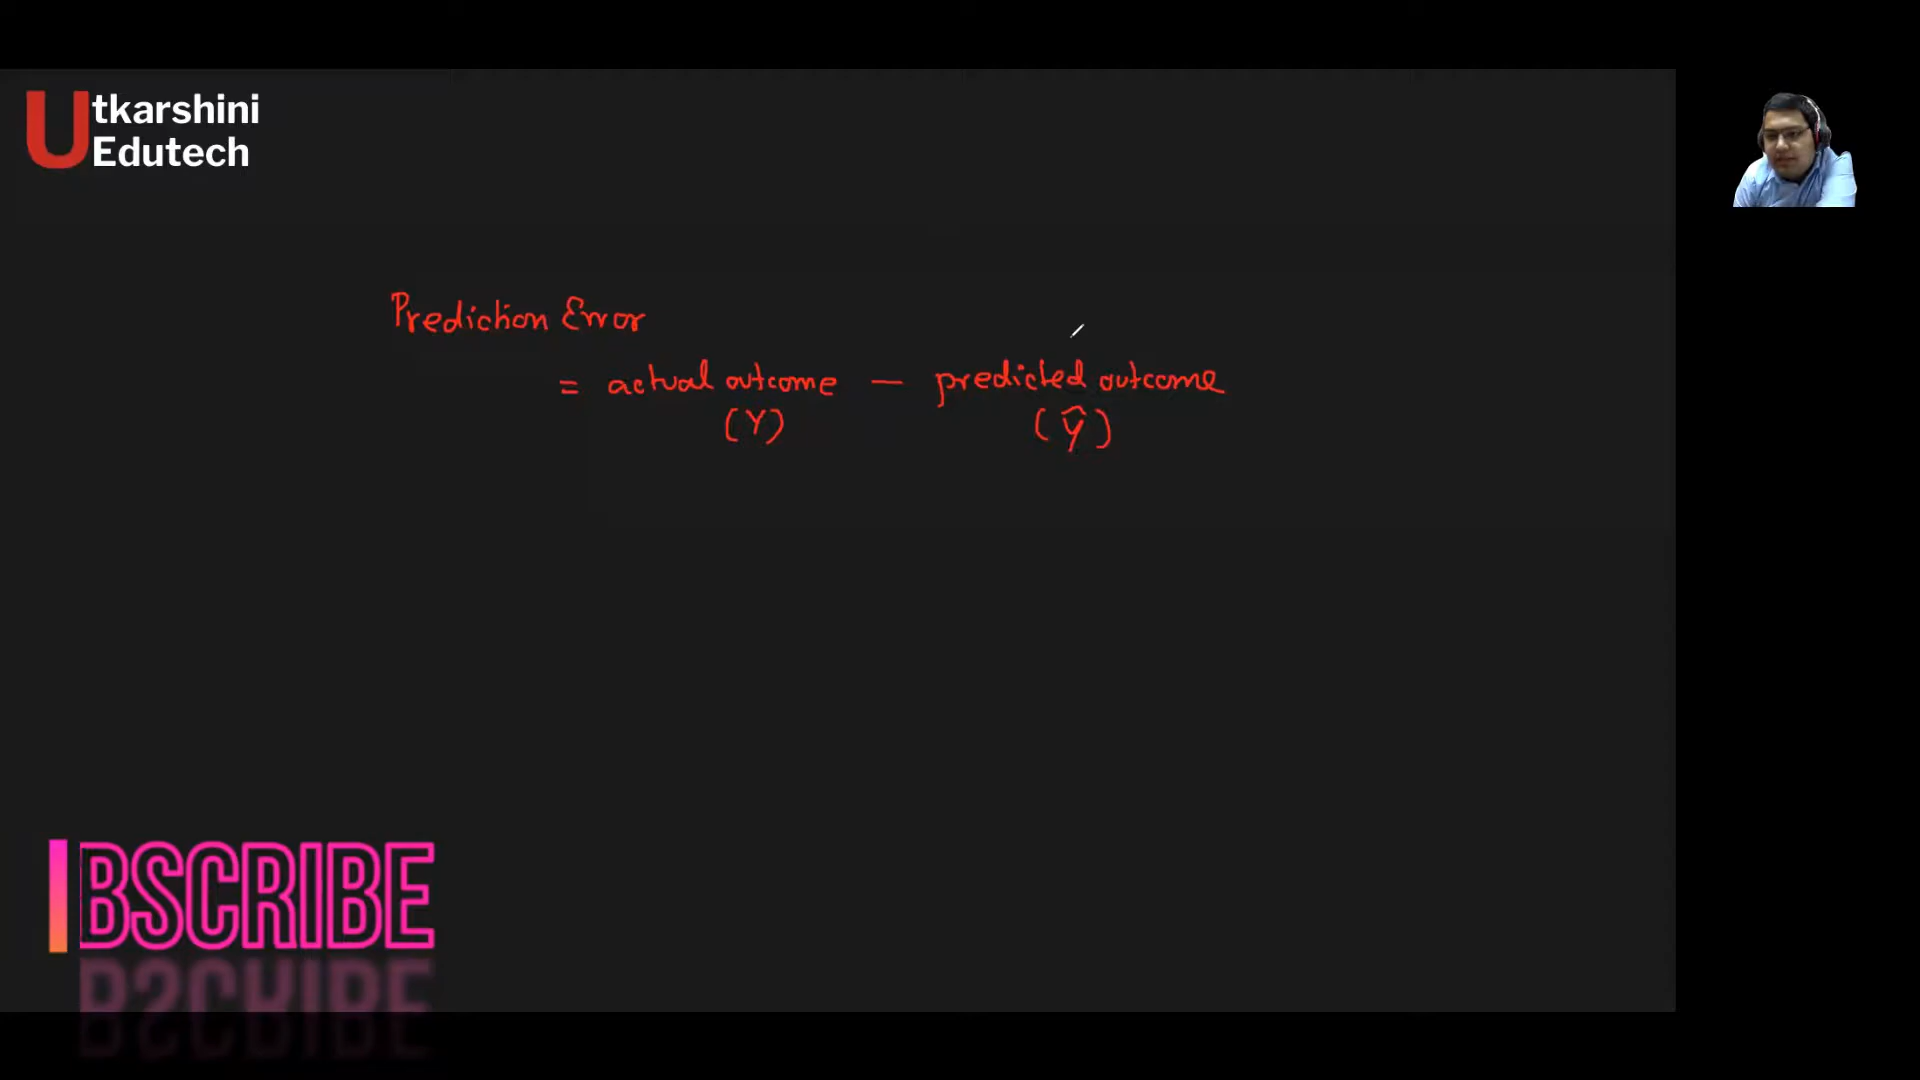 Utkarshini
Edutech
Prediction Error
= actual outcome — predicted outcome
(Y) (Ŷ)
BSCRIBE